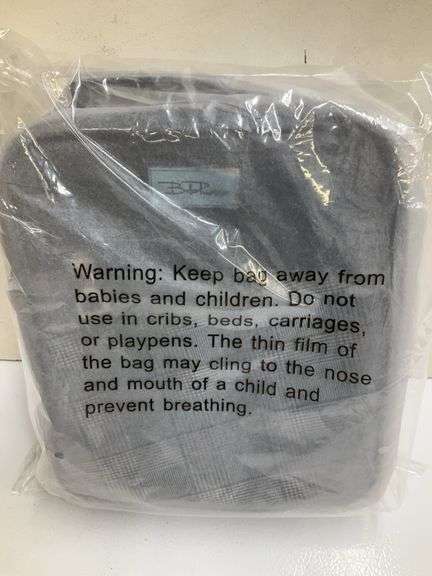 Warning: Keep bag away from
babies and children. Do not
use in cribs, beds, carriages,
or playpens. The thin film of
the bag may cling to the nose
and mouth of a child and
prevent breathing.